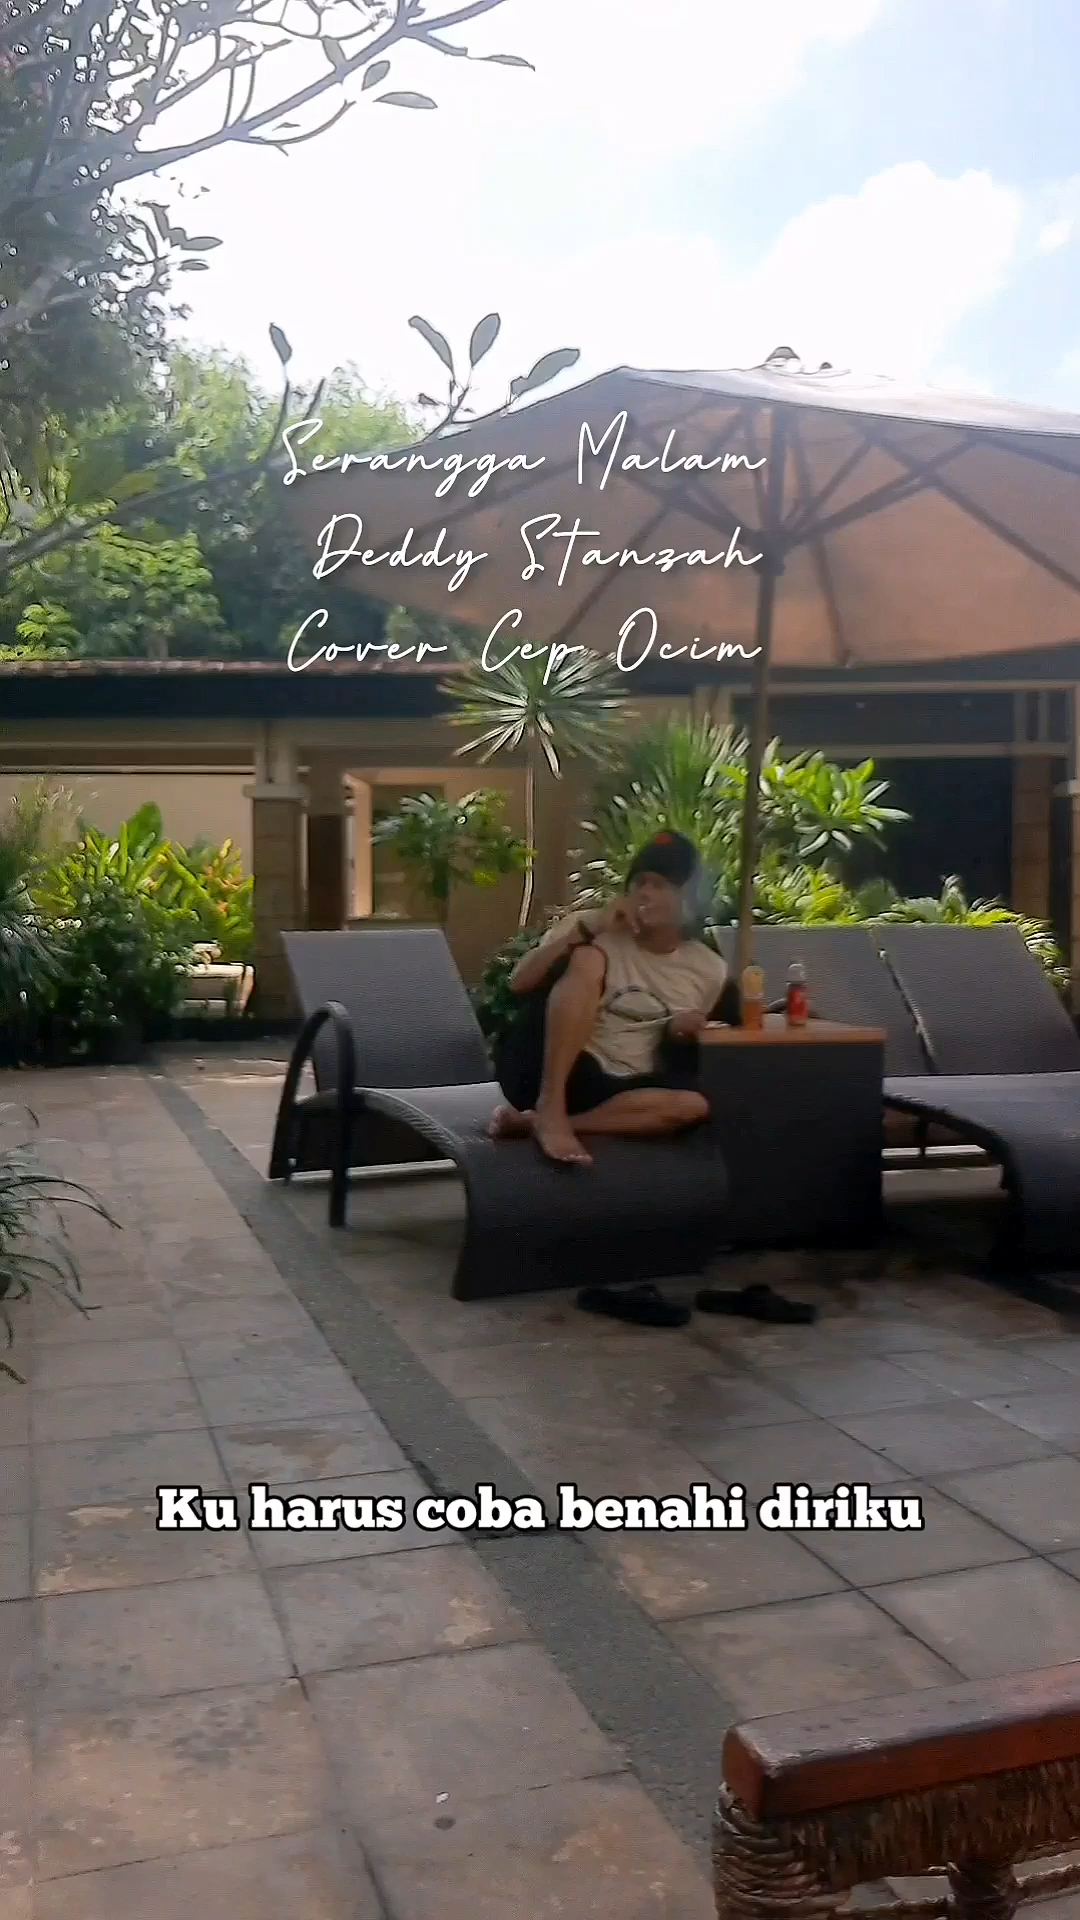 Serangga Malam
Deddy Stanzah
Cover Cep Ocim
Ku harus coba benahi diriku